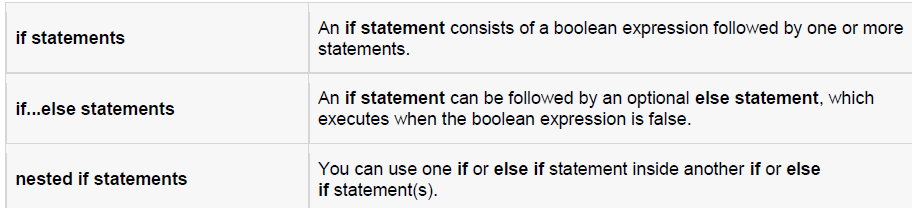 if statements
An if statement consists of a boolean expression followed by one or more
statements.
if...else statements
An if statement can be followed by an optional else statement, which
executes when the boolean expression is false.
nested if statements
You can use one if or else if statement inside another if or else
if statement(s).